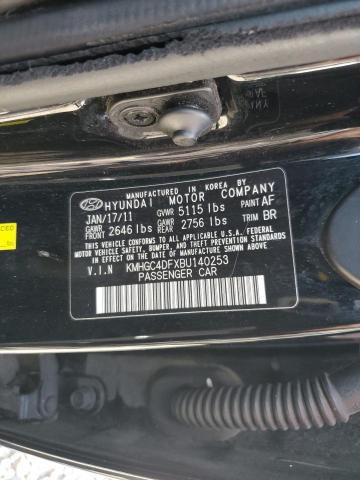 MANUFACTURED IN KOREA BY
HYUNDAI MOTOR COMPANY
JAN/17/11 GVWR 5115 lbs PAINT AF
GAWR FRONT 2646 lbs GAWR REAR 2756 lbs TRIM BR
THIS VEHICLE CONFORMS TO ALL APPLICABLE FEDERAL
MOTOR VEHICLE SAFETY, BUMPER, AND THEFT PREVENTION
STANDARDS IN EFFECT ON THE DATE OF MANUFACTURE SHOWN ABOVE.
V.I.N KMHGC4DFXBU140253
PASSENGER CAR